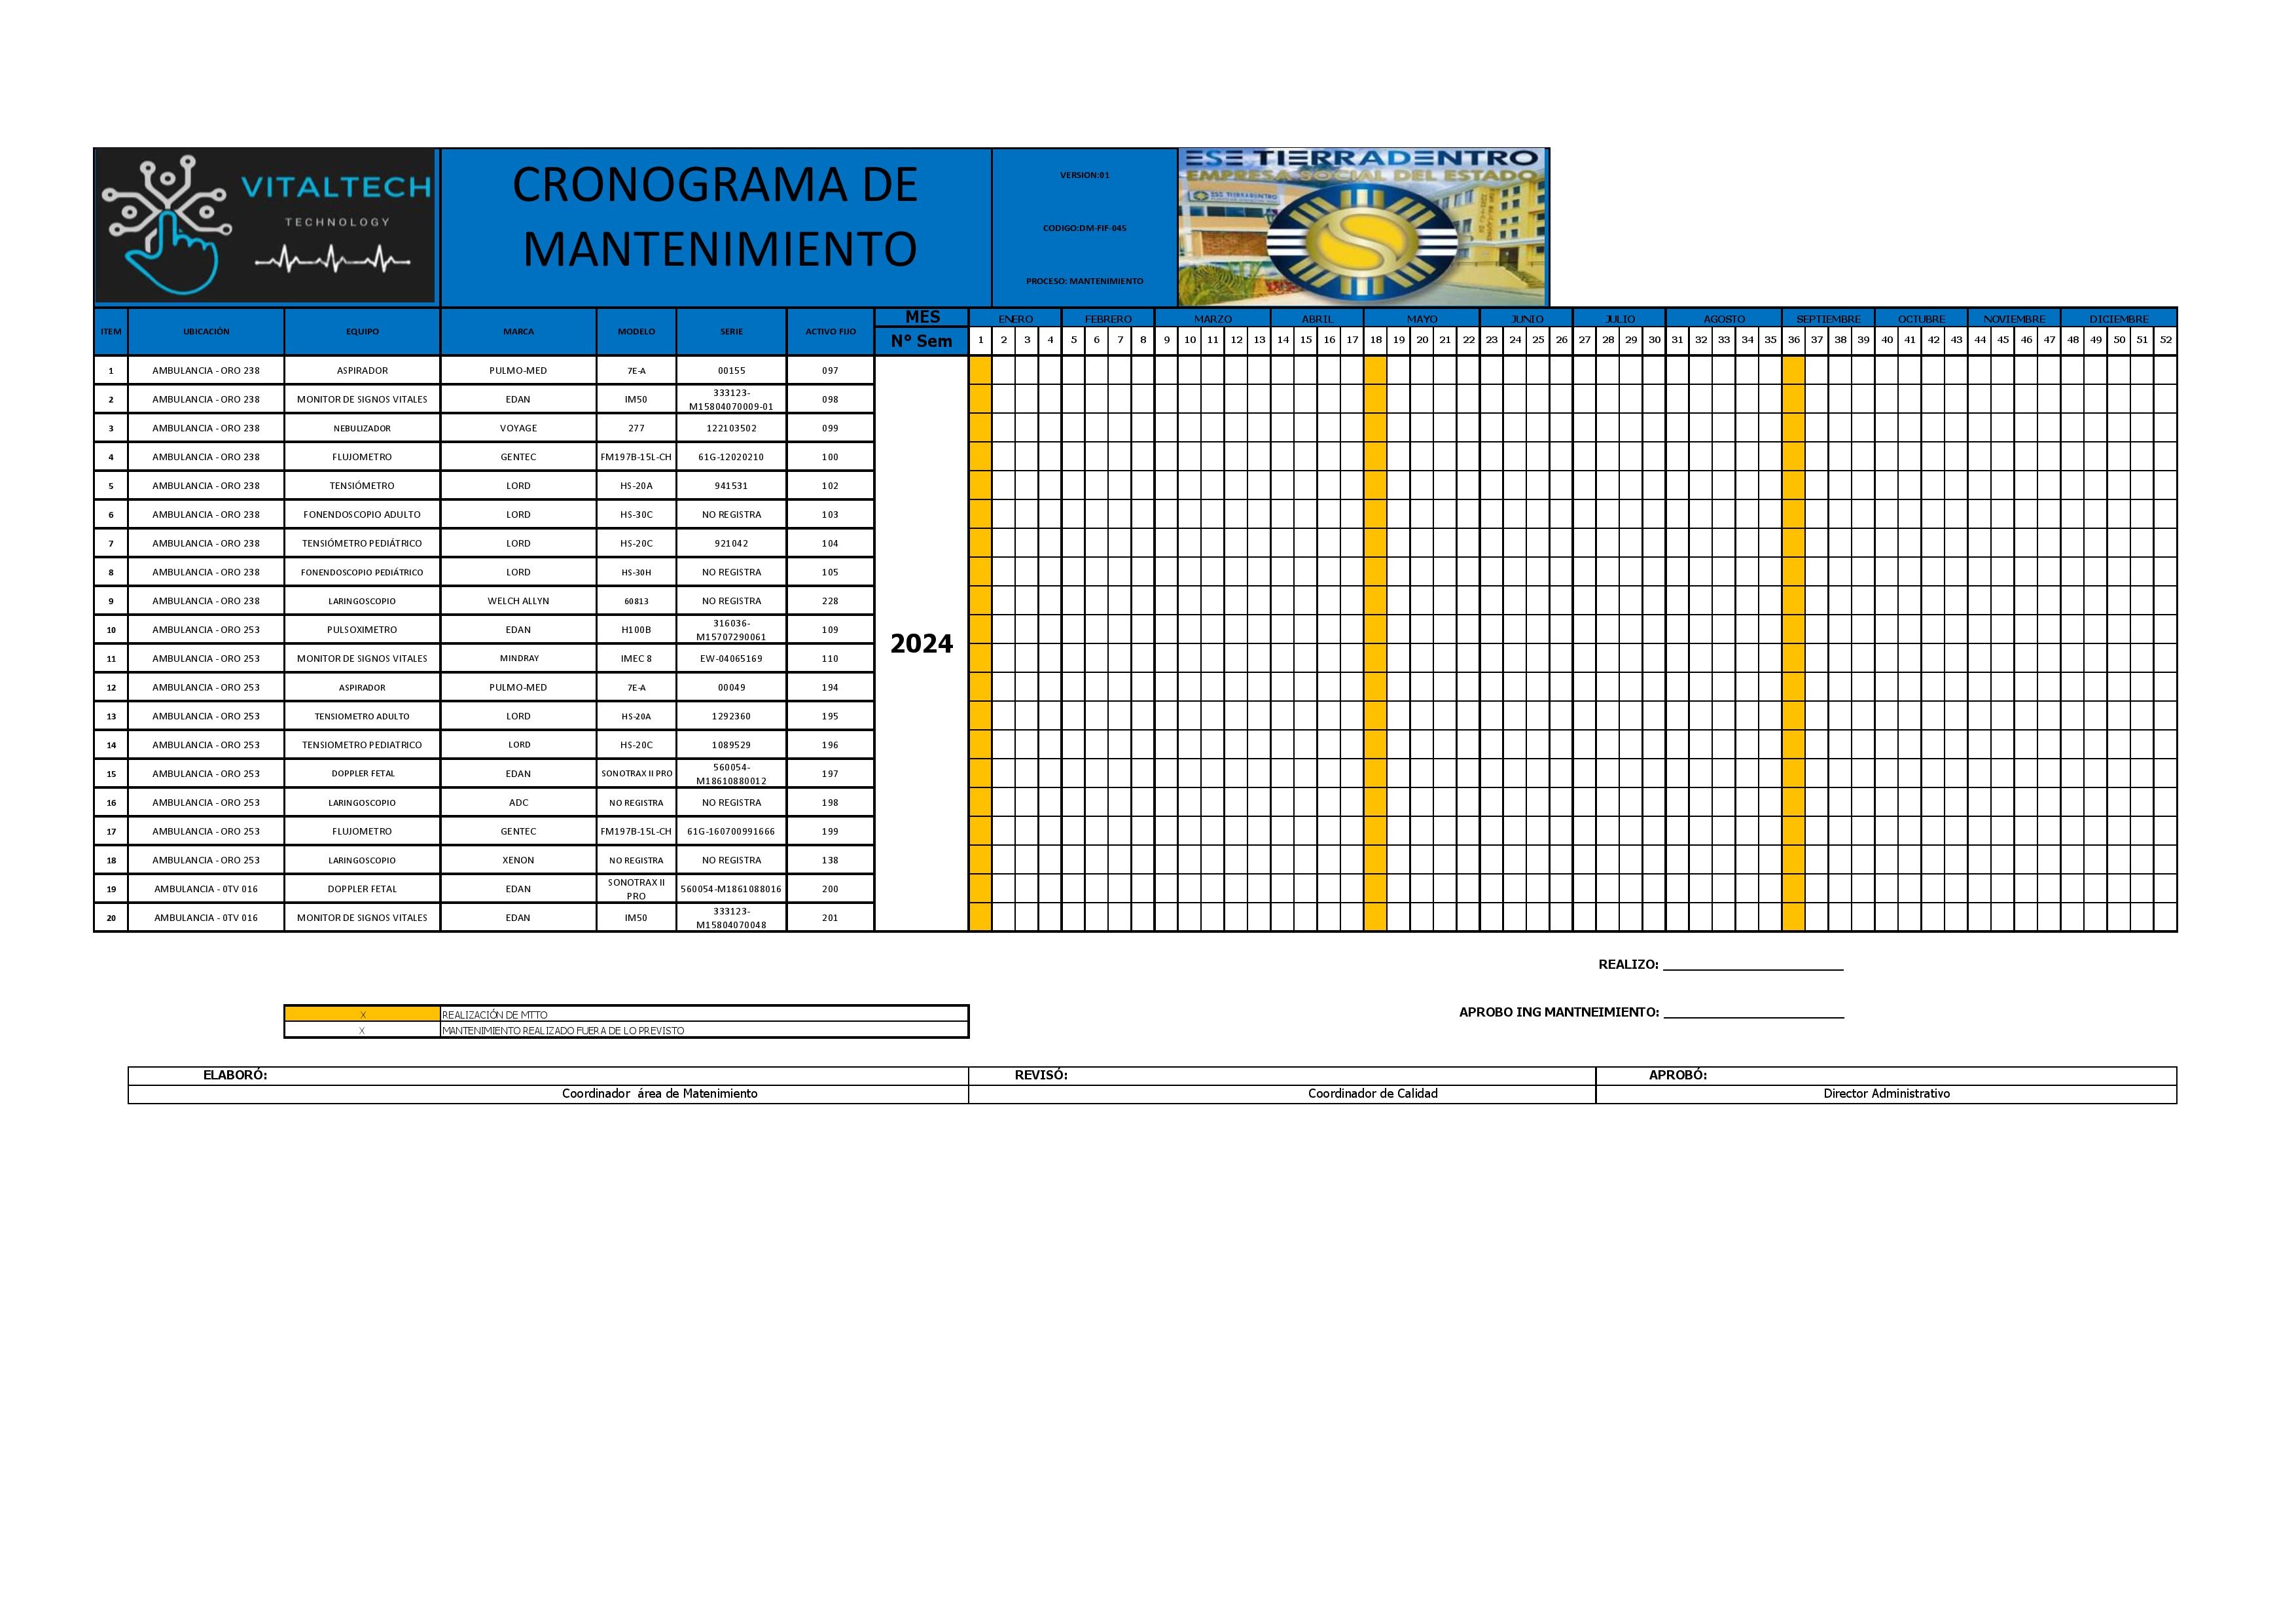 VITALTECH
TECHNOLOGY
CRONOGRAMA DE
MANTENIMIENTO
VERSION:01
CODIGO:DM-FIF-045
PROCESO: MANTENIMIENTO
ESE TIERRADENTRO
EMPRESA SOCIAL DEL ESTADO
ESE TIERRADENTRO
ITEM UBICACIÓN EQUIPO MARCA MODELO SERIE ACTIVO FIJO MES ENERO FEBRERO MARZO ABRIL MAYO JUNIO JULIO AGOSTO SEPTIEMBRE OCTUBRE NOVIEMBRE DICIEMBRE
N° Sem 1 2 3 4 5 6 7 8 9 10 11 12 13 14 15 16 17 18 19 20 21 22 23 24 25 26 27 28 29 30 31 32 33 34 35 36 37 38 39 40 41 42 43 44 45 46 47 48 49 50 51 52
1 AMBULANCIA - ORO 238 ASPIRADOR PULMO-MED 7E-A 00155 097
2 AMBULANCIA - ORO 238 MONITOR DE SIGNOS VITALES EDAN IM50 333123-M15804070009-01 098
3 AMBULANCIA - ORO 238 NEBULIZADOR VOYAGE 277 122103502 099
4 AMBULANCIA - ORO 238 FLUJOMETRO GENTEC FM197B-15L-CH 61G-12020210 100
5 AMBULANCIA - ORO 238 TENSIÓMETRO LORD HS-20A 941531 102
6 AMBULANCIA - ORO 238 FONENDOSCOPIO ADULTO LORD HS-30C NO REGISTRA 103
7 AMBULANCIA - ORO 238 TENSIÓMETRO PEDIÁTRICO LORD HS-20C 921042 104
8 AMBULANCIA - ORO 238 FONENDOSCOPIO PEDIÁTRICO LORD HS-30H NO REGISTRA 105
9 AMBULANCIA - ORO 238 LARINGOSCOPIO WELCH ALLYN 60813 NO REGISTRA 228
10 AMBULANCIA - ORO 253 PULSOXIMETRO EDAN H100B 316036-M15707290061 109
11 AMBULANCIA - ORO 253 MONITOR DE SIGNOS VITALES MINDRAY IMEC 8 EW-04065169 110
12 AMBULANCIA - ORO 253 ASPIRADOR PULMO-MED 7E-A 00049 194
13 AMBULANCIA - ORO 253 TENSIOMETRO ADULTO LORD HS-20A 1292360 195
14 AMBULANCIA - ORO 253 TENSIOMETRO PEDIATRICO LORD HS-20C 1089529 196
15 AMBULANCIA - ORO 253 DOPPLER FETAL EDAN SONOTRAX II PRO 560054-M18610880012 197
16 AMBULANCIA - ORO 253 LARINGOSCOPIO ADC NO REGISTRA NO REGISTRA 198
17 AMBULANCIA - ORO 253 FLUJOMETRO GENTEC FM197B-15L-CH 61G-160700991666 199
18 AMBULANCIA - ORO 253 LARINGOSCOPIO XENON NO REGISTRA NO REGISTRA 138
19 AMBULANCIA - 0TV 016 DOPPLER FETAL EDAN SONOTRAX II PRO 560054-M1861088016 200
20 AMBULANCIA - 0TV 016 MONITOR DE SIGNOS VITALES EDAN IM50 333123-M15804070048 201
2024
REALIZO:
X REALIZACIÓN DE MTTO
X MANTENIMIENTO REALIZADO FUERA DE LO PREVISTO
APROBO ING MANTNEIMIENTO:
ELABORÓ: REVISÓ: APROBÓ:
Coordinador área de Matenimiento Coordinador de Calidad Director Administrativo